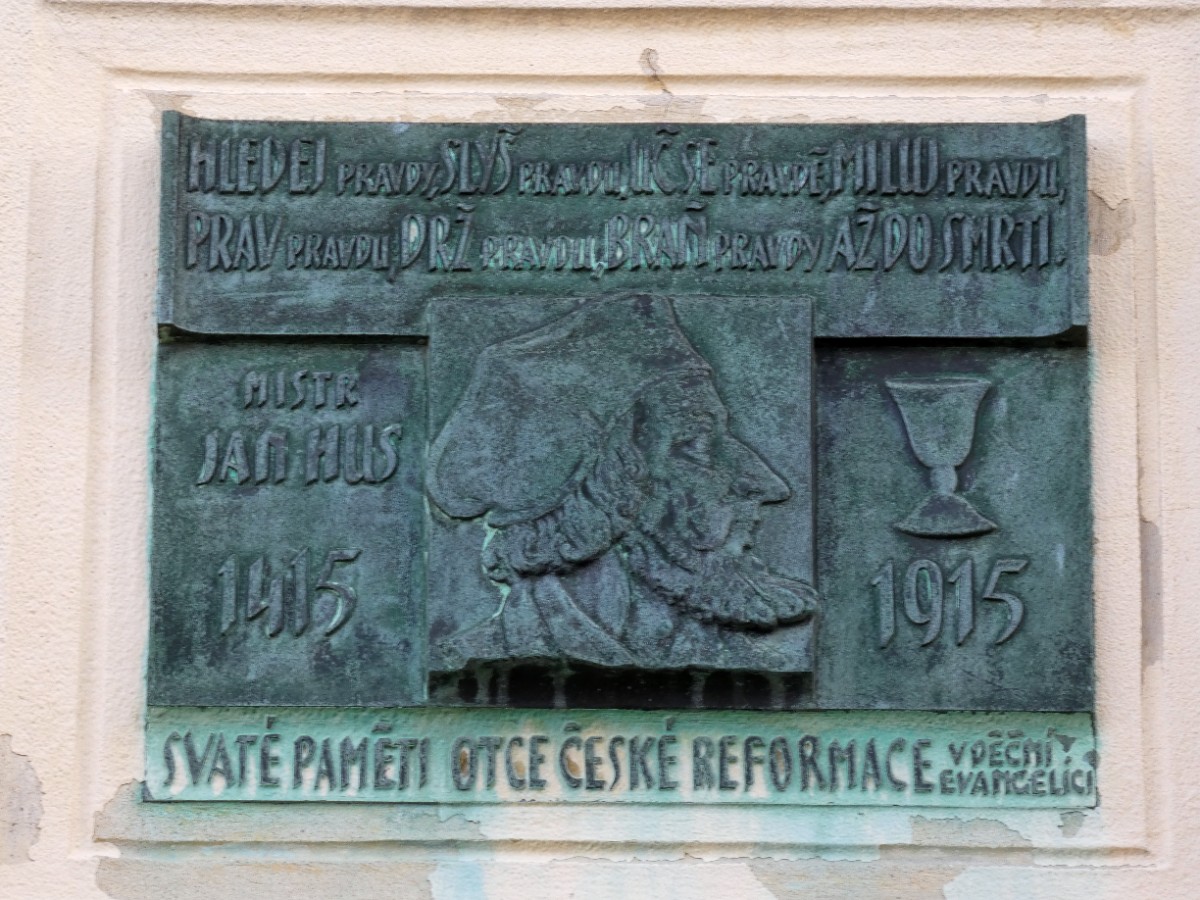 HLEDEJ PRAVDY, SLYŠ PRAVDU, UČ SE PRAVDĚ, MILUJ PRAVDU,
PRAV PRAVDU, DRŽ PRAVDU, BRAŇ PRAVDY AŽ DO SMRTI.
MISTR
JAN HUS
1415
1915
SVATÉ PAMĚTI OTCE ČESKÉ REFORMACE VDĚČNÍ
EVANGELÍCI